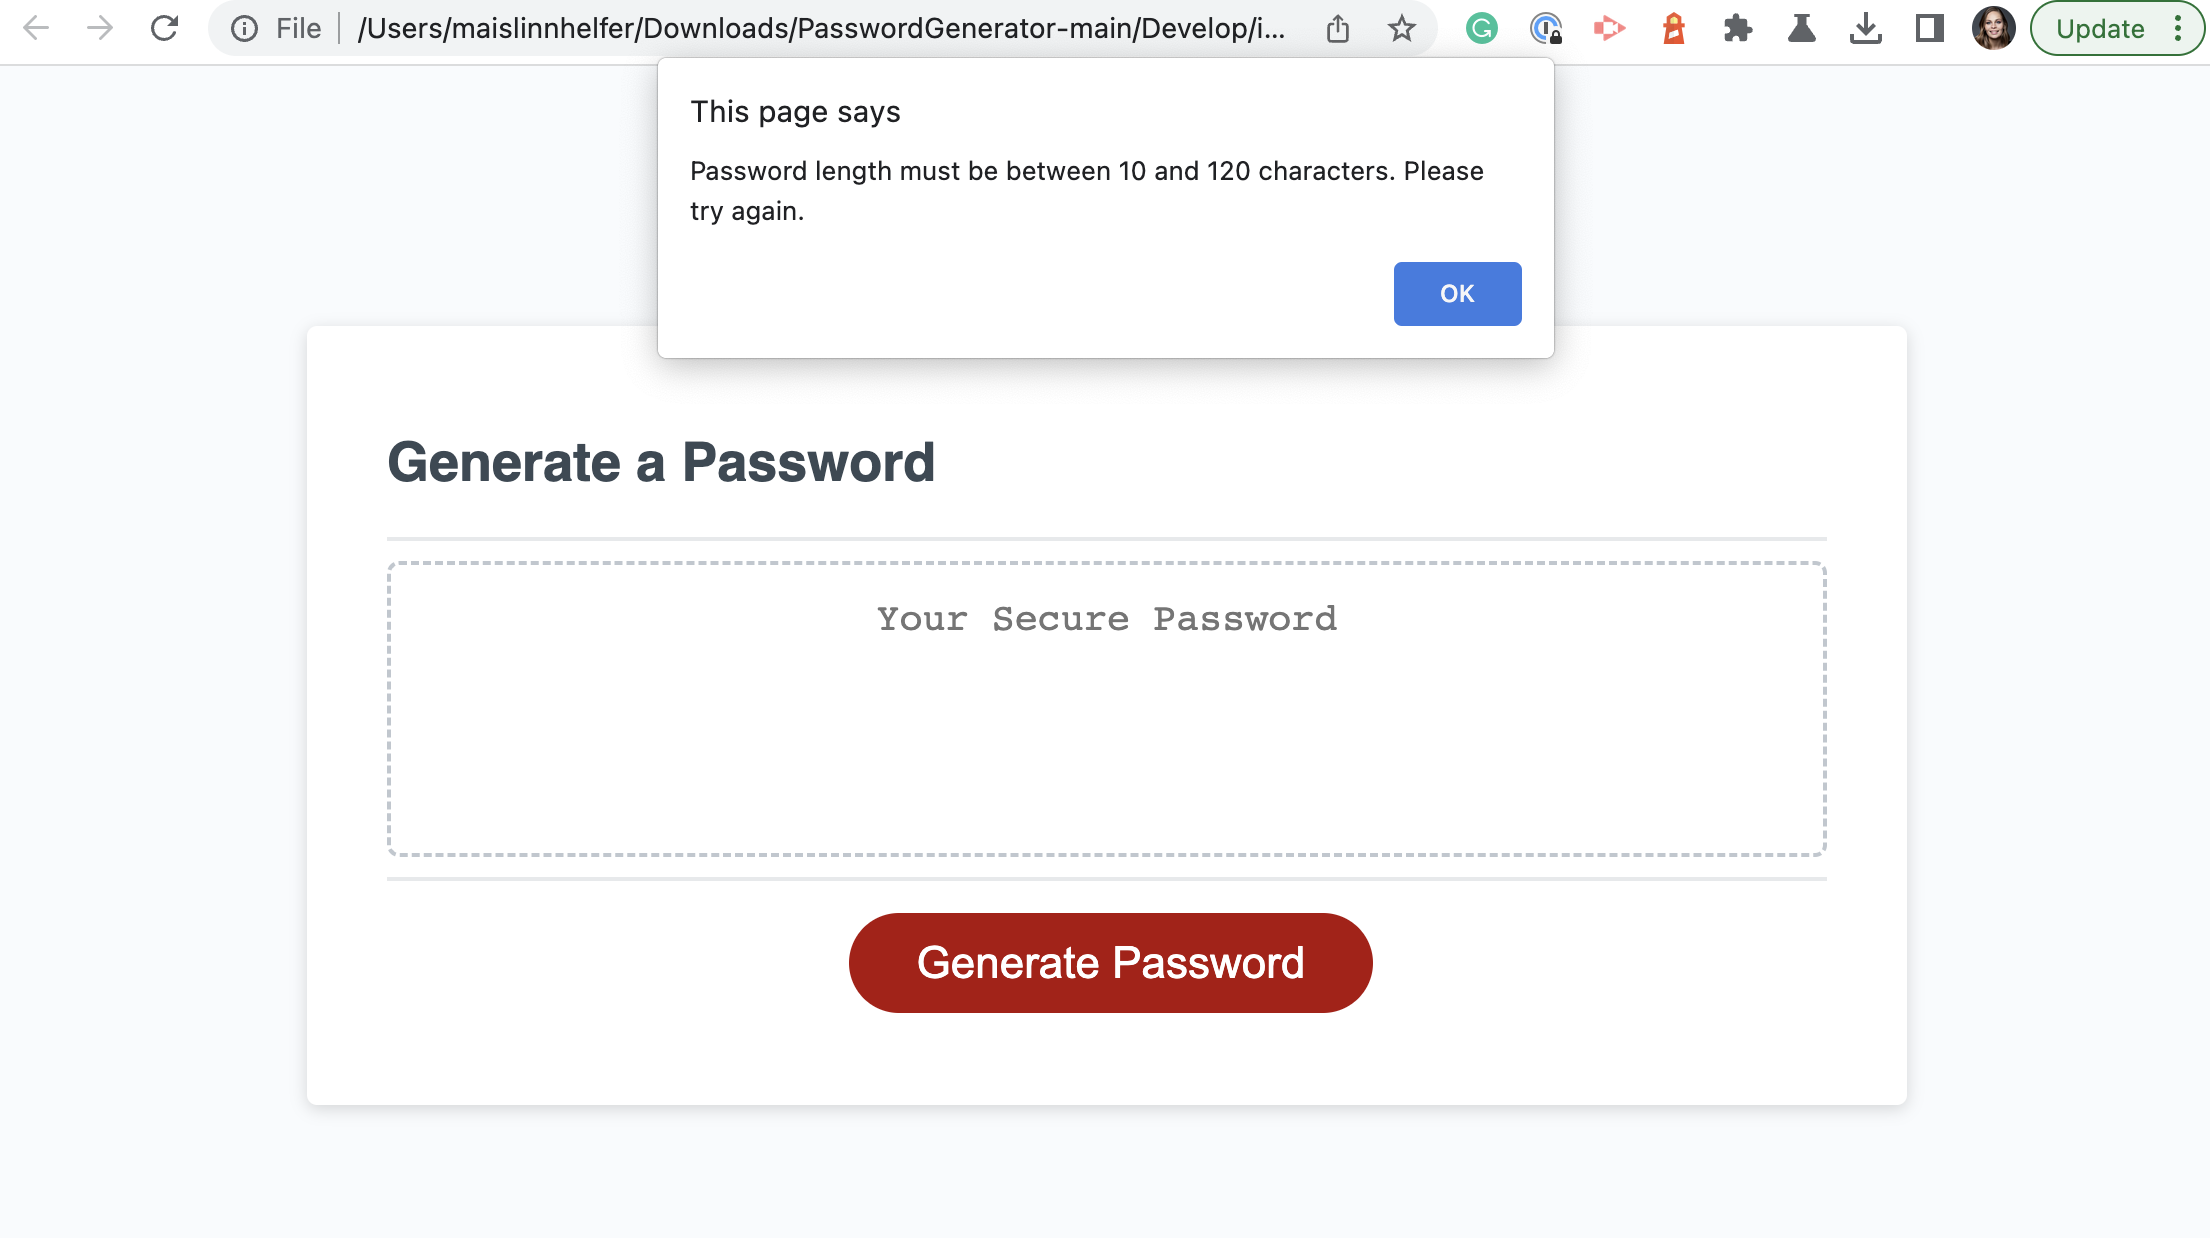 File
/Users/maislinnhelfer/Downloads/PasswordGenerator-main/Develop/i...
Update
This page says
Password length must be between 10 and 120 characters. Please
try again.
OK
Generate a Password
Your Secure Password
Generate Password